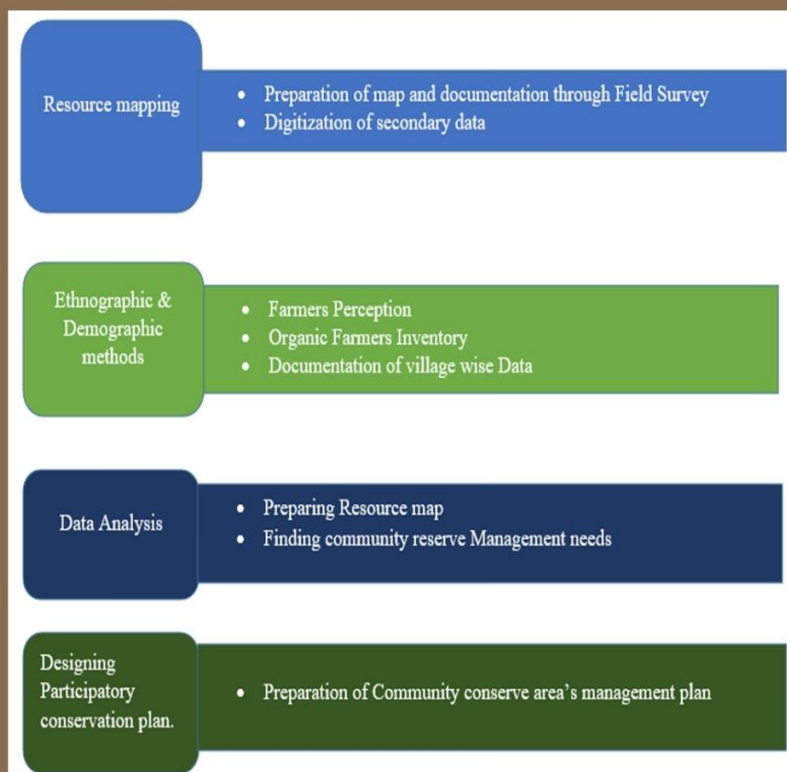 Resource mapping
• Preparation of map and documentation through Field Survey
• Digitization of secondary data
Ethnographic &
Demographic
methods
• Farmers Perception
• Organic Farmers Inventory
• Documentation of village wise Data
Data Analysis
• Preparing Resource map
• Finding community reserve Management needs
Designing
Participatory
conservation plan.
• Preparation of Community conserve area's management plan